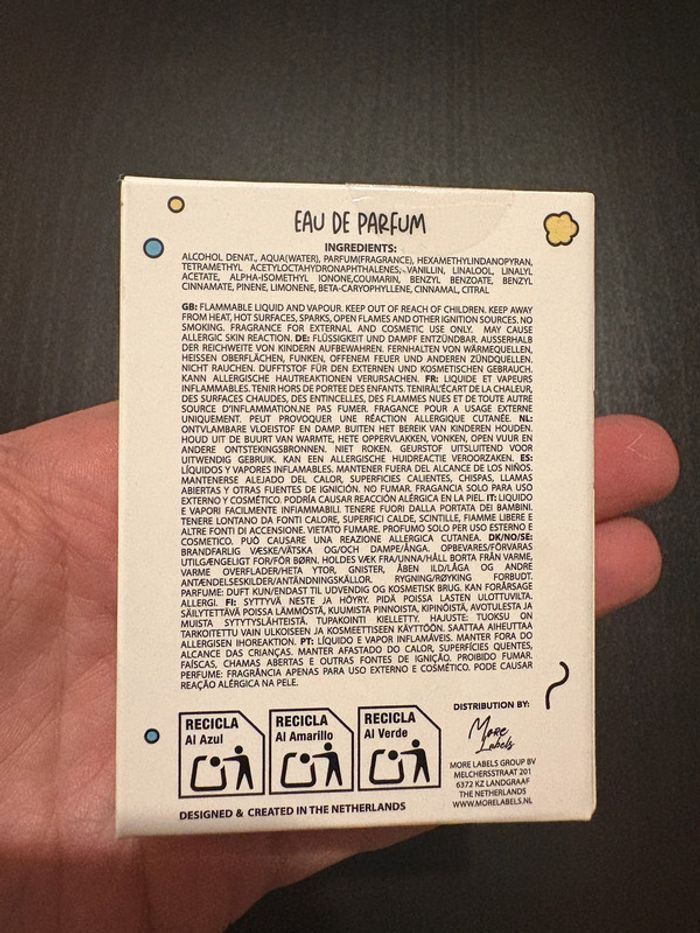 EAU DE PARFUM
INGREDIENTS:
ALCOHOL DENAT., AQUA(WATER), PARFUM(FRAGRANCE), HEXAMETHYLINDANOPYRAN,
TETRAMETHYL ACETYLOCTAHYDRONAPHTHALENES, VANILLIN, LINALOOL, LINALYL
ACETATE, ALPHA-ISOMETHYL IONONE,COUMARIN, BENZYL BENZOATE, BENZYL
CINNAMATE, PINENE, LIMONENE, BETA-CARYOPHYLLENE, CINNAMAL, CITRAL
GB: FLAMMABLE LIQUID AND VAPOUR. KEEP OUT OF REACH OF CHILDREN. KEEP AWAY
FROM HEAT, HOT SURFACES, SPARKS, OPEN FLAMES AND OTHER IGNITION SOURCES. NO
SMOKING. FRAGRANCE FOR EXTERNAL AND COSMETIC USE ONLY. MAY CAUSE
ALLERGIC SKIN REACTION. DE: FLÜSSIGKEIT UND DAMPF ENTZÜNDBAR. AUSSERHALB
DER REICHWEITE VON KINDERN AUFBEWAHREN. FERNHALTEN VON WÄRMEQUELLEN,
HEISSEN OBERFLÄCHEN, FUNKEN, OFFENEM FEUER UND ANDEREN ZÜNDQUELLEN.
NICHT RAUCHEN. DUFTSTOFF FÜR DEN EXTERNEN UND KOSMETISCHEN GEBRAUCH.
KANN ALLERGISCHE HAUTREAKTIONEN VERURSACHEN. FR: LIQUIDE ET VAPEURS
INFLAMMABLES. TENIR HORS DE PORTEE DES ENFANTS. TENIRÀL'ÉCART DE LA CHALEUR,
DES SURFACES CHAUDES, DES ENTINCELLES, DES FLAMMES NUES ET DE TOUTE AUTRE
SOURCE D'INFLAMMATION.NE PAS FUMER. FRAGANCE POUR A USAGE EXTERNE
UNIQUEMENT. PEUT PROVOQUER UNE RÉACTION ALLERGIQUE CUTANÉE. NL:
ONTVLAMBARE VLOEISTOF EN DAMP. BUITEN HET BEREIK VAN KINDEREN HOUDEN.
HOUD UIT DE BUURT VAN WARMTE, HETE OPPERVLAKKEN, VONKEN, OPEN VUUR EN
ANDERE ONTSTEKINGSBRONNEN. NIET ROKEN. GEURSTOF UITSLUITEND VOOR
UITWENDIG GEBRUIK. KAN EEN ALLERGISCHE HUIDREACTIE VEROORZAKEN. ES:
LÍQUIDOS Y VAPORES INFLAMABLES. MANTENER FUERA DEL ALCANCE DE LOS NIÑOS.
MANTENERSE ALEJADO DEL CALOR, SUPERFICIES CALIENTES, CHISPAS, LLAMAS
ABIERTAS Y OTRAS FUENTES DE IGNICIÓN. NO FUMAR. FRAGANCIA SOLO PARA USO
EXTERNO Y COSMÉTICO. PODRÍA CAUSAR REACCIÓN ALÉRGICA EN LA PIEL. IT: LIQUIDO
E VAPORI FACILMENTE INFIAMMABILI. TENERE FUORI DALLA PORTATA DEI BAMBINI.
TENERE LONTANO DA FONTI CALORE, SUPERFICI CALDE, SCINTILLE, FIAMME LIBERE E
ALTRE FONTI DI ACCENSIONE. VIETATO FUMARE. PROFUMO SOLO PER USO ESTERNO E
COSMETICO. PUÒ CAUSARE UNA REAZIONE ALLERGICA CUTANEA. DK/NO/SE:
BRANDFARLIG VÆSKE/VÄTSKA OG/OCH DAMPE/ÅNGA. OPBEVARES/FÖRVARAS
UTILGÆNGELIGT FOR/FÖR BØRN. HOLDES VÆK FRA/UNNA/HÅLL BORTA FRÅN VARME,
VARME OVERFLADER/HETA YTOR, GNISTER, ÅBEN ILD/LÅGA OG ANDRE
ANTÆNDELSESKILDER/ANTÄNDNINGSKÄLLOR. RYGNING/RØYKING FORBUDT.
PARFUME: DUFT KUN/ENDAST TIL UDVENDIG OG KOSMETISK BRUG. KAN FORÅRSAGE
ALLERGI. FI: SYTTYVÄ NESTE JA HÖYRY. PIDÄ POISSA LASTEN ULOTTUVILTA.
SÄILYTETTÄVÄ POISSA LÄMMÖSTÄ, KUUMISTA PINNOISTA, KIPINÖISTÄ, AVOTULESTA JA
MUISTA SYTYTYSLÄHTEISTÄ. TUPAKOINTI KIELLETTY. HAJUSTE: TUOKSU ON
TARKOITETTU VAIN ULKOISEEN JA KOSMEETTISEEN KÄYTTÖÖN. SAATTAA AIHEUTTAA
ALLERGISEN IHOREAKTION. PT: LÍQUIDO E VAPOR INFLAMÁVEIS. MANTER FORA DO
ALCANCE DAS CRIANÇAS. MANTER AFASTADO DO CALOR, SUPERFÍCIES QUENTES,
FAÍSCAS, CHAMAS ABERTAS E OUTRAS FONTES DE IGNIÇÃO. PROIBIDO FUMAR.
PERFUME: FRAGRÂNCIA APENAS PARA USO EXTERNO E COSMÉTICO. PODE CAUSAR
REAÇÃO ALÉRGICA NA PELE.
RECICLA
Al Azul
RECICLA
Al Amarillo
RECICLA
Al Verde
DESIGNED & CREATED IN THE NETHERLANDS
DISTRIBUTION BY:
More
Labels
MORE LABELS GROUP BV
MELCHERSSTRAAT 201
6372 KZ LANDGRAAF
THE NETHERLANDS
WWW.MORELABELS.NL